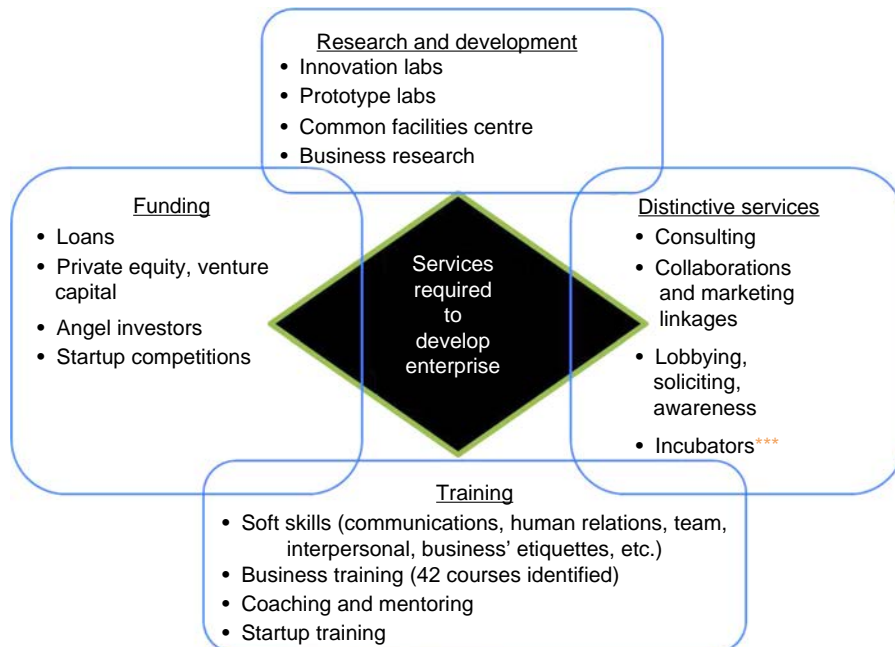 Research and development
• Innovation labs
• Prototype labs
• Common facilities centre
• Business research
Funding
• Loans
• Private equity, venture
capital
• Angel investors
• Startup competitions
Services
required
to
develop
enterprise
Distinctive services
• Consulting
• Collaborations
and marketing
linkages
• Lobbying,
soliciting,
awareness
• Incubators***
Training
• Soft skills (communications, human relations, team,
interpersonal, business’ etiquettes, etc.)
• Business training (42 courses identified)
• Coaching and mentoring
• Startup training